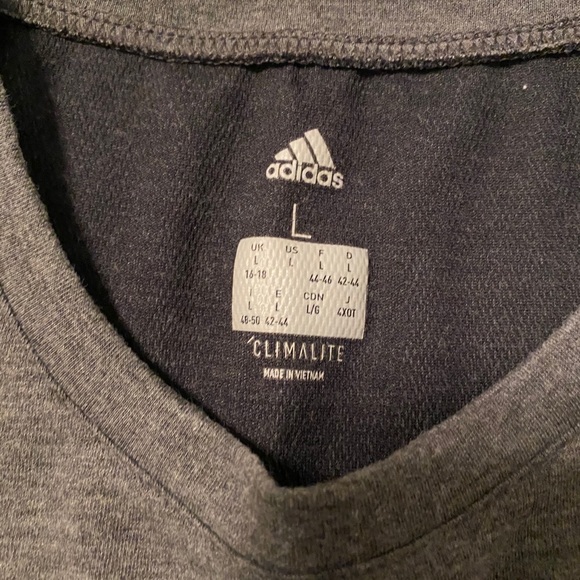 adidas
L
UK US F D
L L L L
16-18 44-46 42-44
I E CDN J
L L L/G 4XOT
48-50 42-44
CLIMALITE
MADE IN VIETNAM